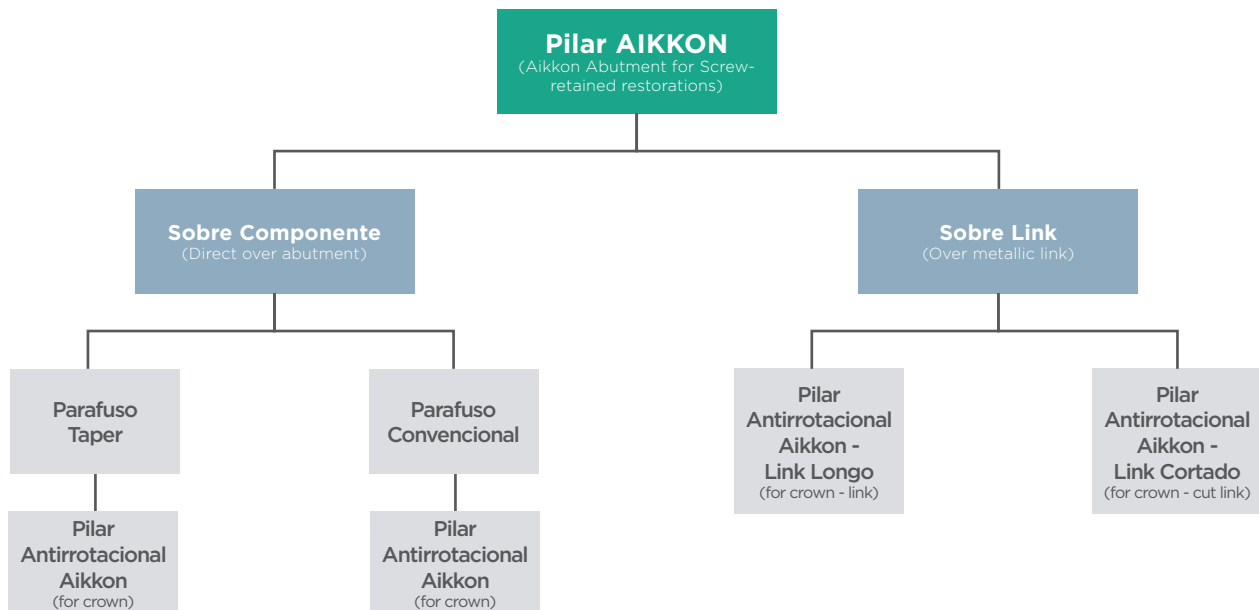 Pilar AIKKON
(Aikkon Abutment for Screw-
retained restorations)
Sobre Componente
(Direct over abutment)
Sobre Link
(Over metallic link)
Parafuso
Taper
Parafuso
Convencional
Pilar
Antirrotacional
Aikkon -
Link Longo
(for crown - link)
Pilar
Antirrotacional
Aikkon -
Link Cortado
(for crown - cut link)
Pilar
Antirrotacional
Aikkon
(for crown)
Pilar
Antirrotacional
Aikkon
(for crown)